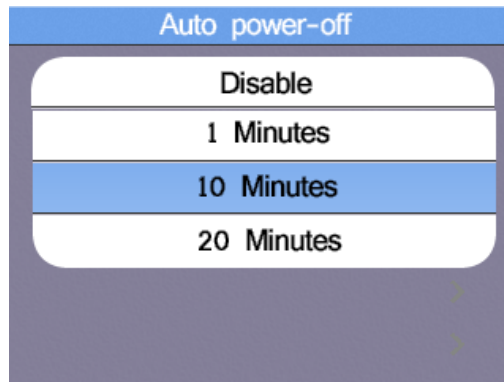 Auto power-off
Disable
1 Minutes
10 Minutes
20 Minutes